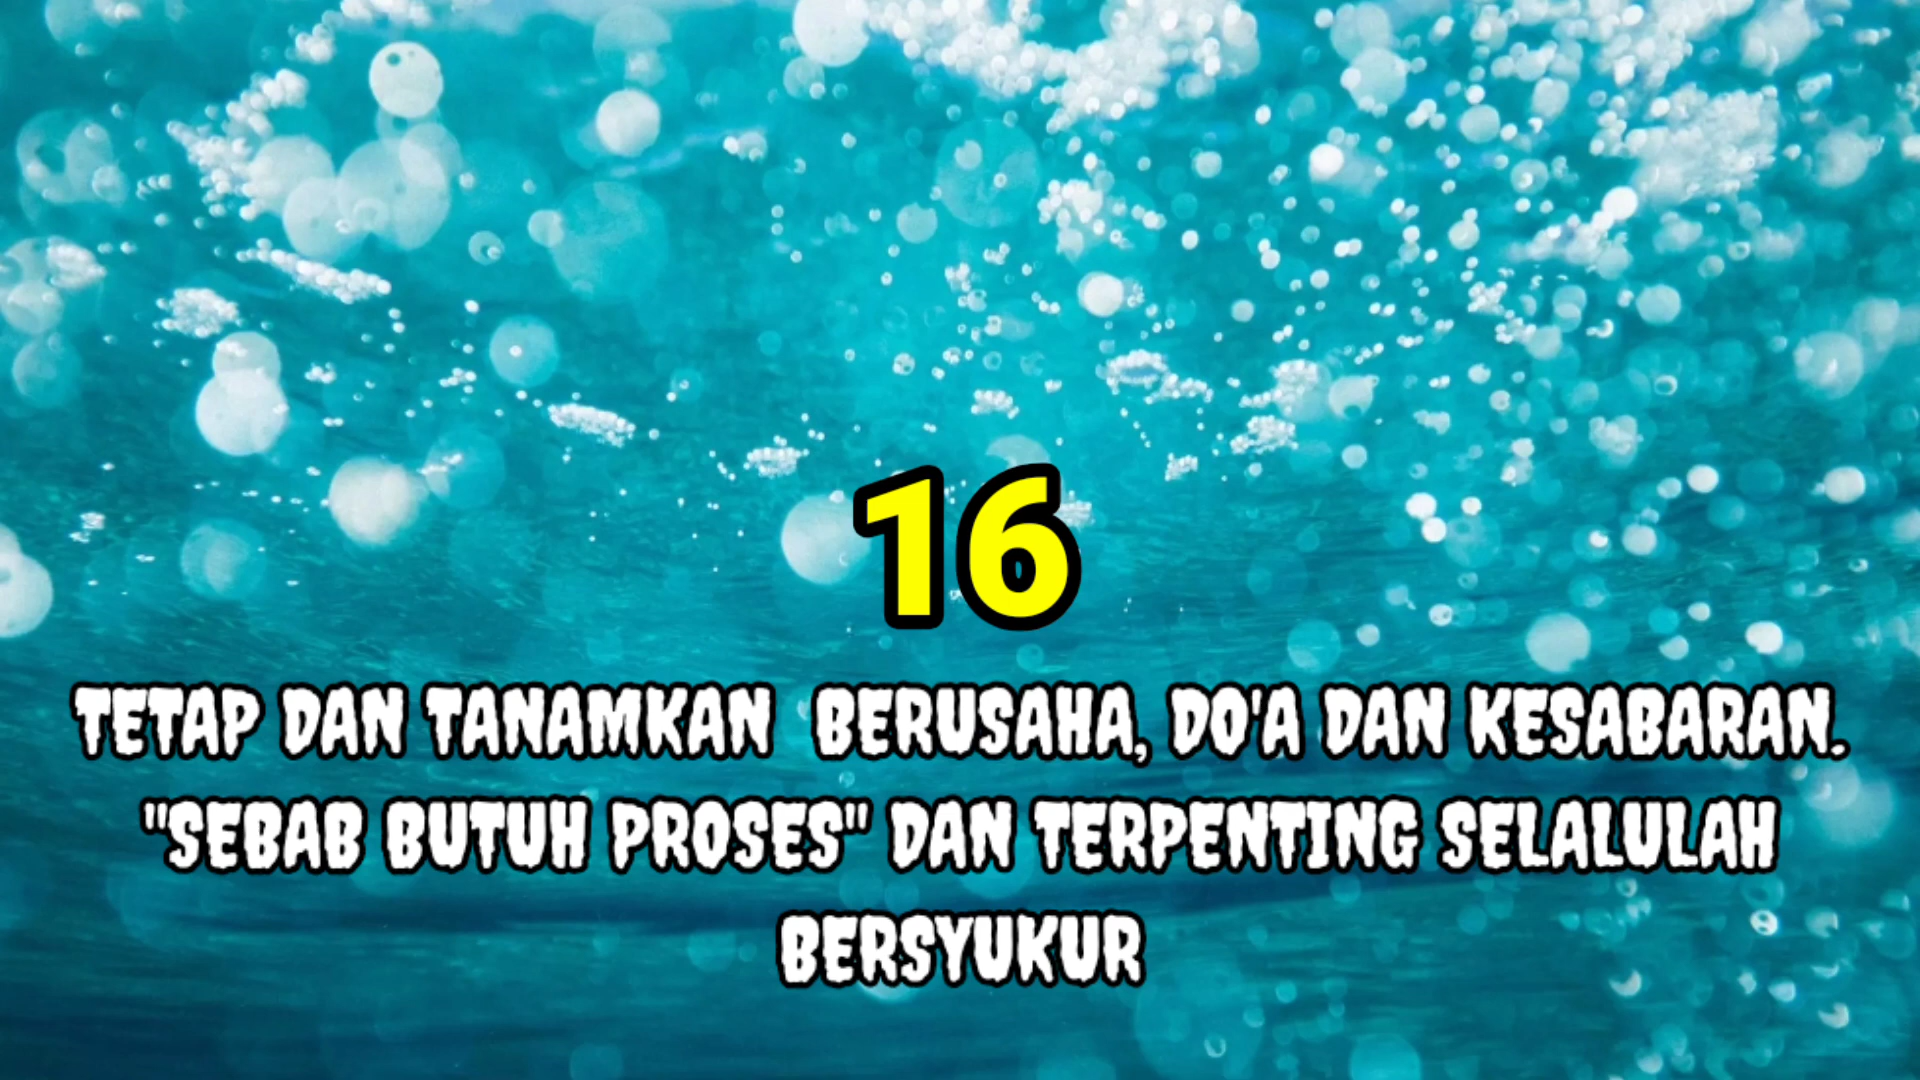 16
TETAP DAN TANAMKAN BERUSAHA, DO'A DAN KESABARAN.
"SEBAB BUTUH PROSES" DAN TERPENTING SELALULAH
BERSYUKUR